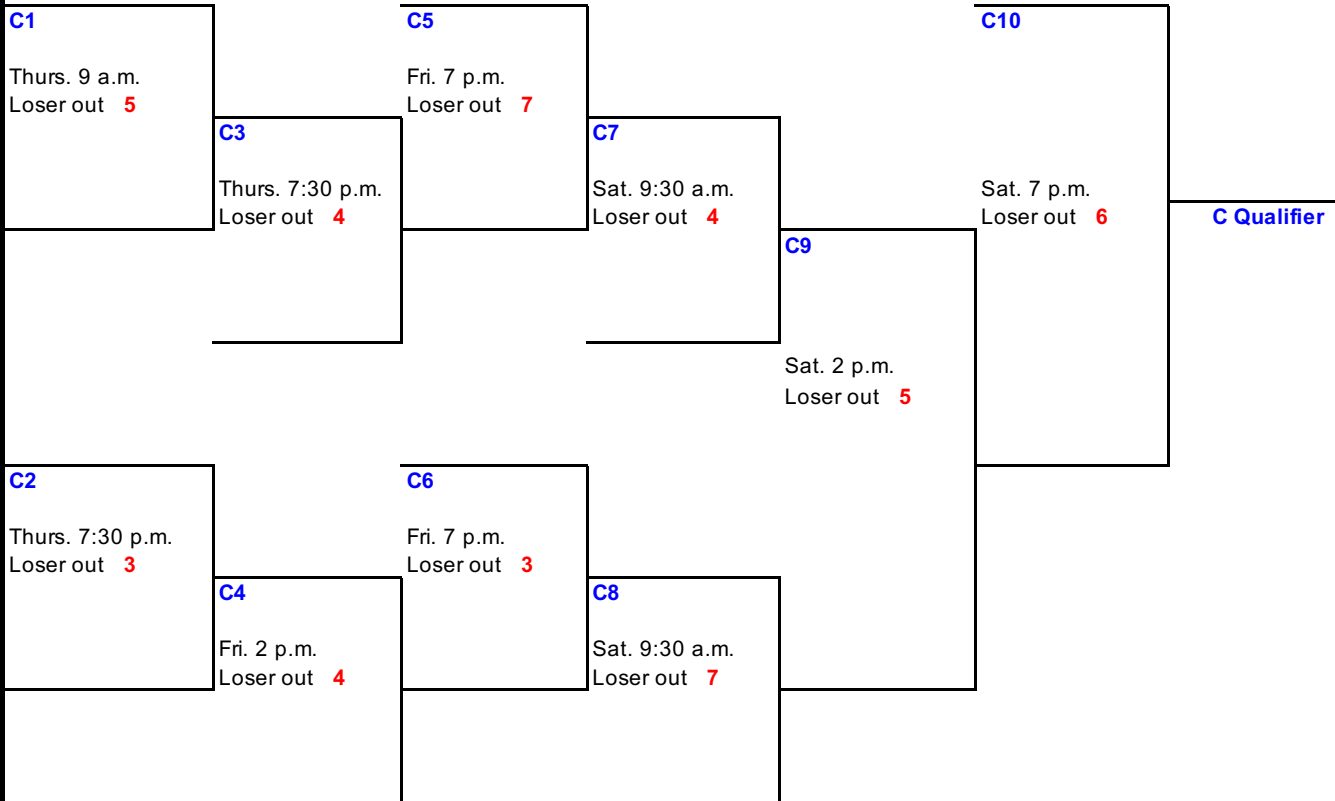 C1
Thurs. 9 a.m.
Loser out 5
C3
Thurs. 7:30 p.m.
Loser out 4
C5
Fri. 7 p.m.
Loser out 7
C7
Sat. 9:30 a.m.
Loser out 4
C9
Sat. 2 p.m.
Loser out 5
C10
Sat. 7 p.m.
Loser out 6
C Qualifier
C2
Thurs. 7:30 p.m.
Loser out 3
C4
Fri. 2 p.m.
Loser out 4
C6
Fri. 7 p.m.
Loser out 3
C8
Sat. 9:30 a.m.
Loser out 7